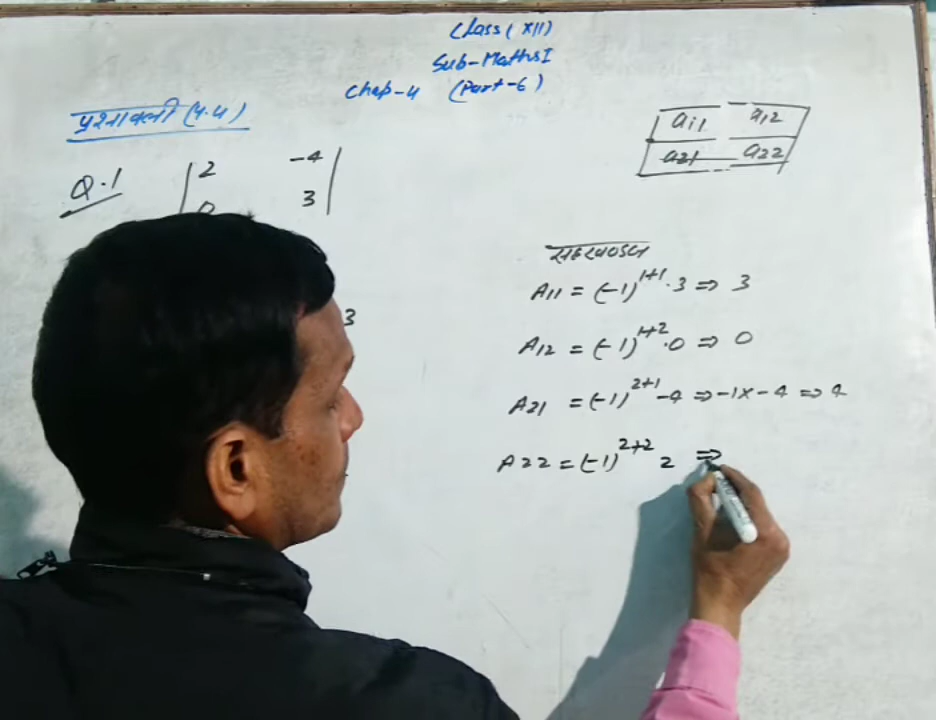 Class (XII)
Sub-Maths I
Chap-4 (Part-6)
प्रश्नावली (4.4)
a11 a12
a21 a22
Q.1 | 2 -4 |
0 3
सहखण्ड
A11 = (-1)^1+1 . 3 ⇒ 3
3
A12 = (-1)^1+2 . 0 ⇒ 0
A21 = (-1)^2+1 -4 ⇒ -1x-4 ⇒ 4
A22 = (-1)^2+2 2 ⇒